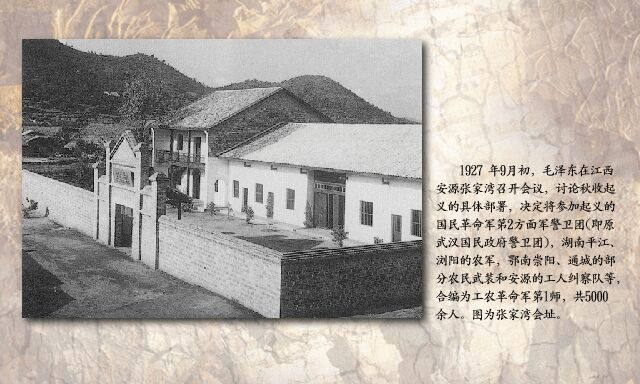 1927 年9月初，毛泽东在江西
安源张家湾召开会议，讨论秋收起
义的具体部署，决定将参加起义的
国民革命军第2方面军警卫团(即原
武汉国民政府警卫团)，湖南平江、
浏阳的农军，鄂南崇阳、通城的部
分农民武装和安源的工人纠察队等，
合编为工农革命军第1师，共5000
余人。图为张家湾会址。